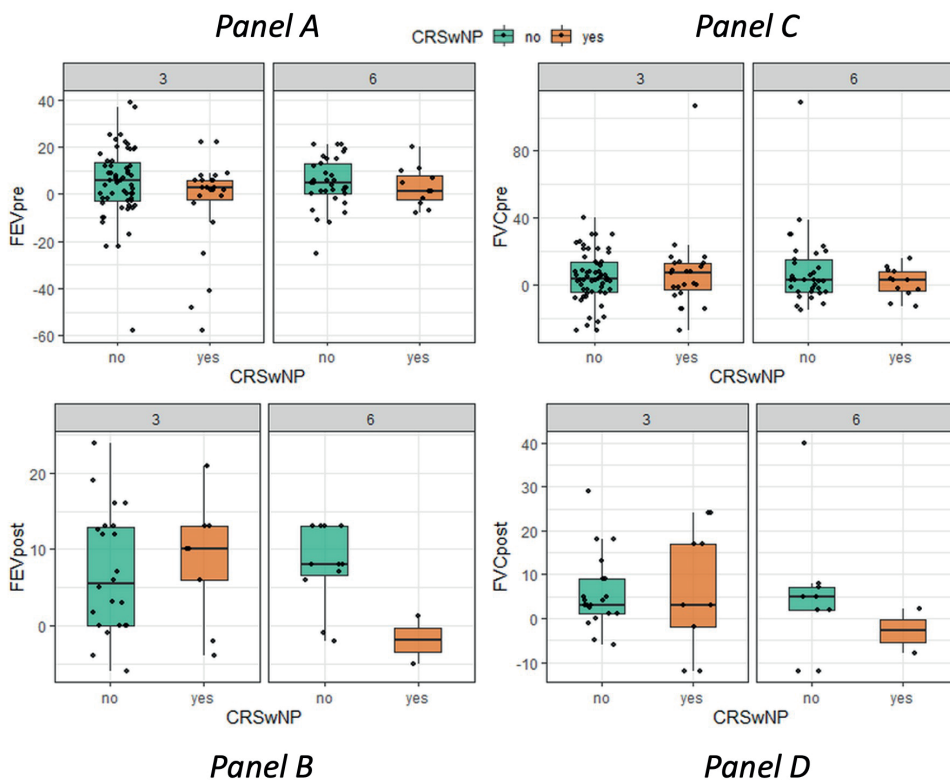 Panel A
CRSwNP no yes
Panel C
3
6
FEVpre
40
20
0
-20
-40
-60
no yes no yes
CRSwNP
3
6
FVCpre
80
40
0
no yes no yes
CRSwNP
3
6
FEVpost
20
10
0
no yes no yes
CRSwNP
3
6
FVCpost
40
30
20
10
0
-10
no yes no yes
CRSwNP
Panel B
Panel D